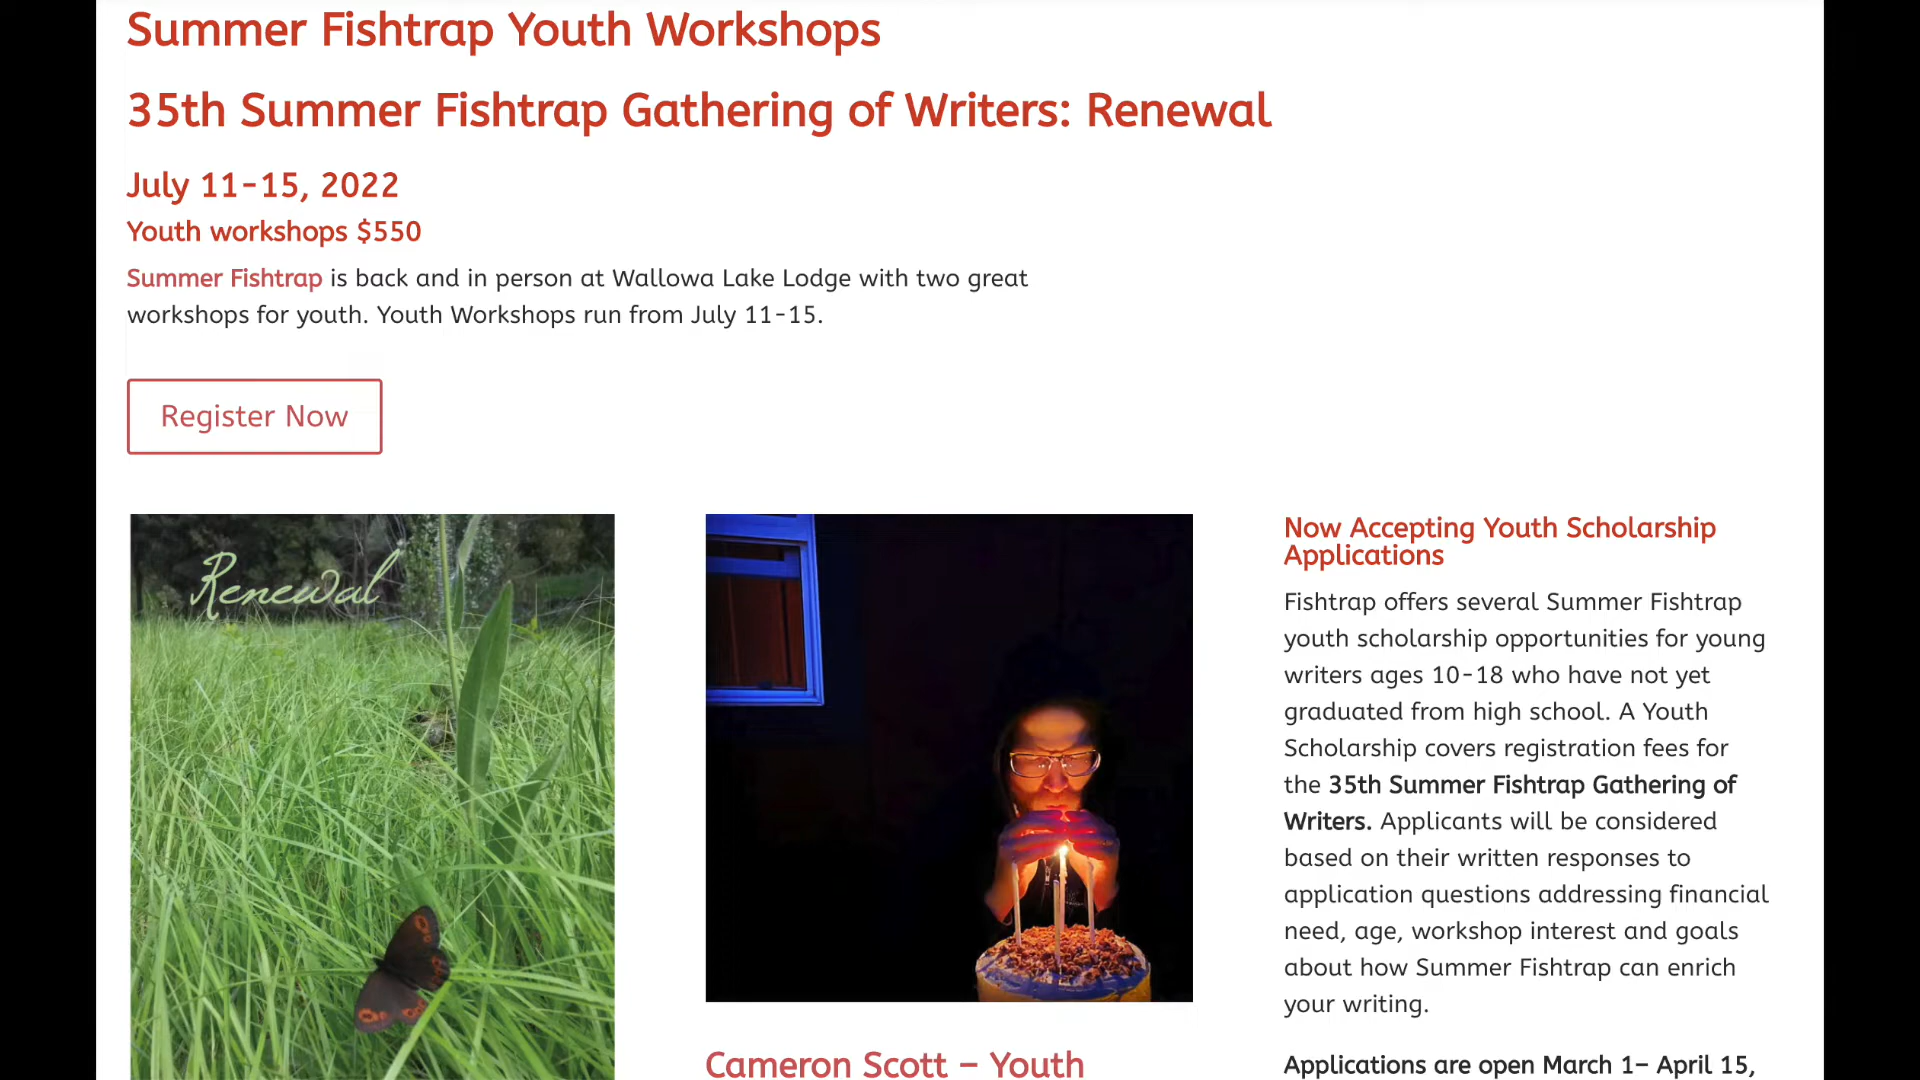 Summer Fishtrap Youth Workshops
35th Summer Fishtrap Gathering of Writers: Renewal
July 11-15, 2022
Youth workshops $550
Summer Fishtrap is back and in person at Wallowa Lake Lodge with two great
workshops for youth. Youth Workshops run from July 11-15.
Register Now
Renewal
Cameron Scott – Youth
Now Accepting Youth Scholarship
Applications
Fishtrap offers several Summer Fishtrap
youth scholarship opportunities for young
writers ages 10-18 who have not yet
graduated from high school. A Youth
Scholarship covers registration fees for
the 35th Summer Fishtrap Gathering of
Writers. Applicants will be considered
based on their written responses to
application questions addressing financial
need, age, workshop interest and goals
about how Summer Fishtrap can enrich
your writing.
Applications are open March 1– April 15,